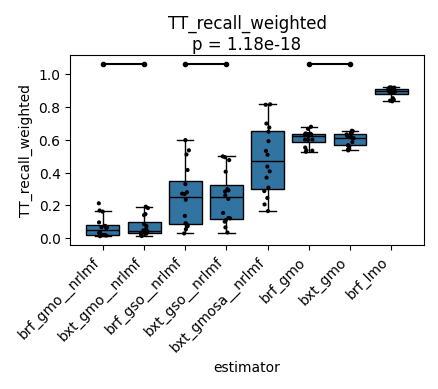 TT_recall_weighted
p = 1.18e-18
TT_recall_weighted
1.0
0.8
0.6
0.4
0.2
0.0
brf_gmo__nrlmf
bxt_gmo__nrlmf
brf_gso__nrlmf
bxt_gso__nrlmf
bxt_gmosa__nrlmf
brf_gmo
bxt_gmo
brf_lmo
estimator